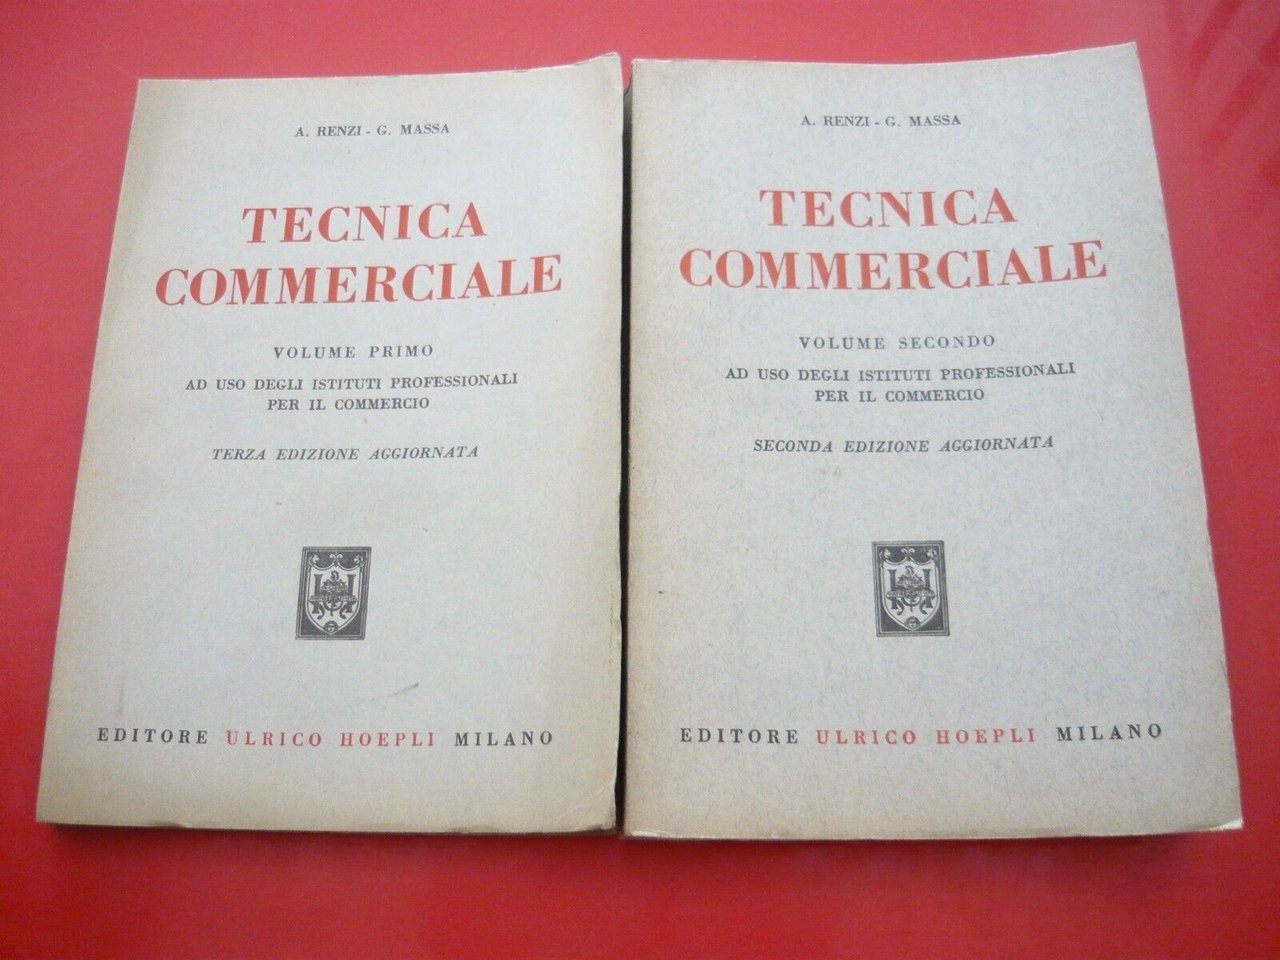 A. RENZI - G. MASSA
TECNICA
COMMERCIALE
VOLUME PRIMO
AD USO DEGLI ISTITUTI PROFESSIONALI
PER IL COMMERCIO
TERZA EDIZIONE AGGIORNATA
EDITORE ULRICO HOEPLI MILANO
A. RENZI - G. MASSA
TECNICA
COMMERCIALE
VOLUME SECONDO
AD USO DEGLI ISTITUTI PROFESSIONALI
PER IL COMMERCIO
SECONDA EDIZIONE AGGIORNATA
EDITORE ULRICO HOEPLI MILANO